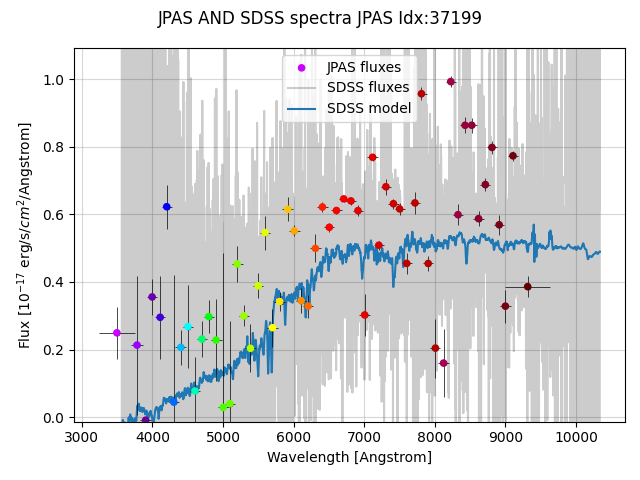 JPAS AND SDSS spectra JPAS Idx:37199
JPAS fluxes
SDSS fluxes
SDSS model
Flux [10⁻¹⁷ erg/s/cm²/Angstrom]
1.0
0.8
0.6
0.4
0.2
0.0
3000 4000 5000 6000 7000 8000 9000 10000
Wavelength [Angstrom]